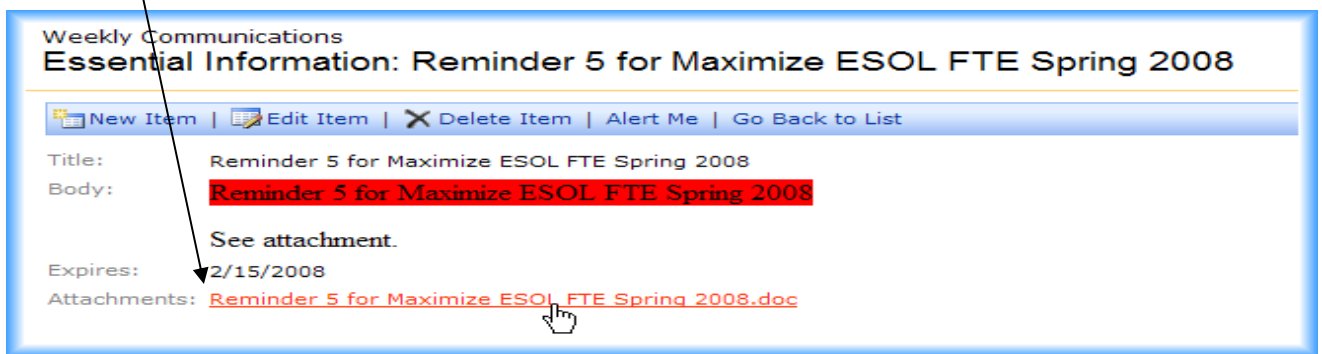 Weekly Communications
Essential Information: Reminder 5 for Maximize ESOL FTE Spring 2008
New Item | Edit Item | Delete Item | Alert Me | Go Back to List
Title: Reminder 5 for Maximize ESOL FTE Spring 2008
Body: Reminder 5 for Maximize ESOL FTE Spring 2008
See attachment.
Expires: 2/15/2008
Attachments: Reminder 5 for Maximize ESOL FTE Spring 2008.doc